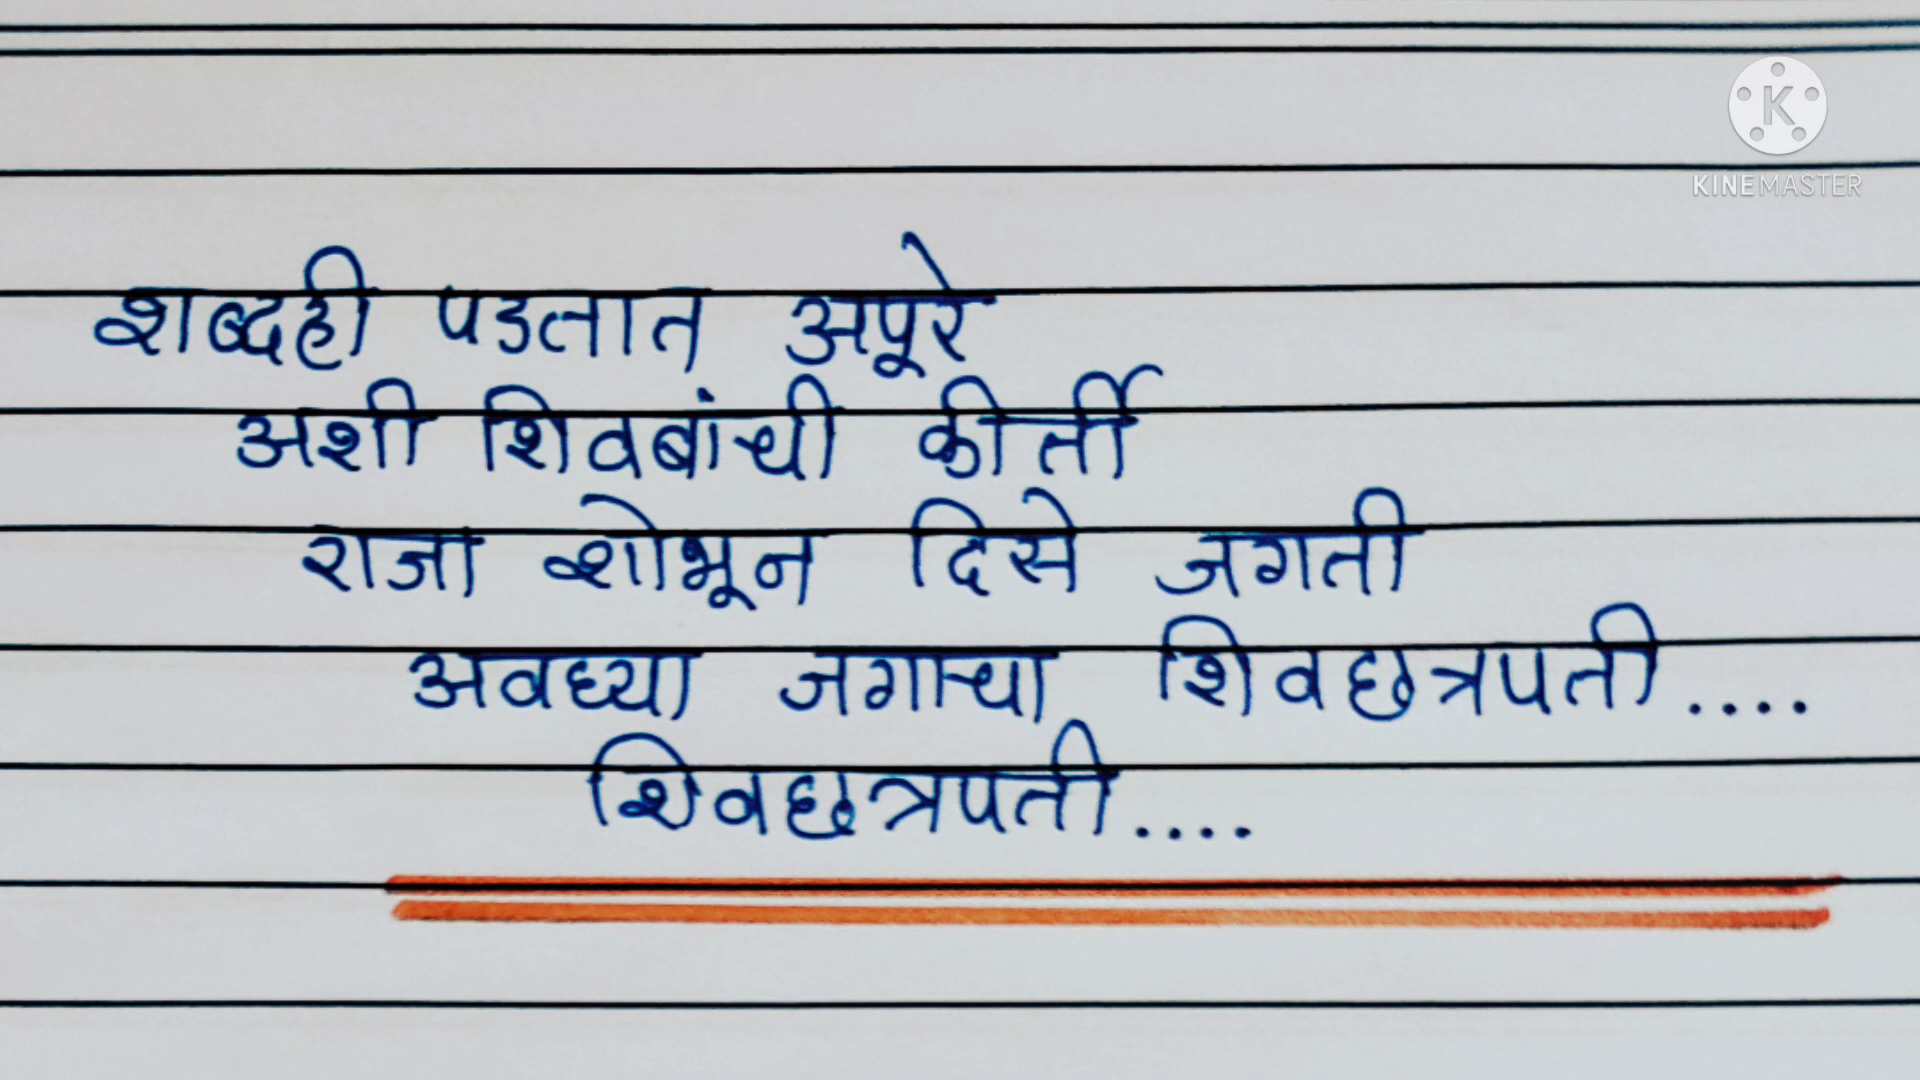 KINEMASTER
शब्दही पडतात अपूरे
अशी शिवबांची कीर्ती
राजा शोभून दिसे जगती
अवघ्या जगाचा शिवछत्रपती....
शिवछत्रपती....